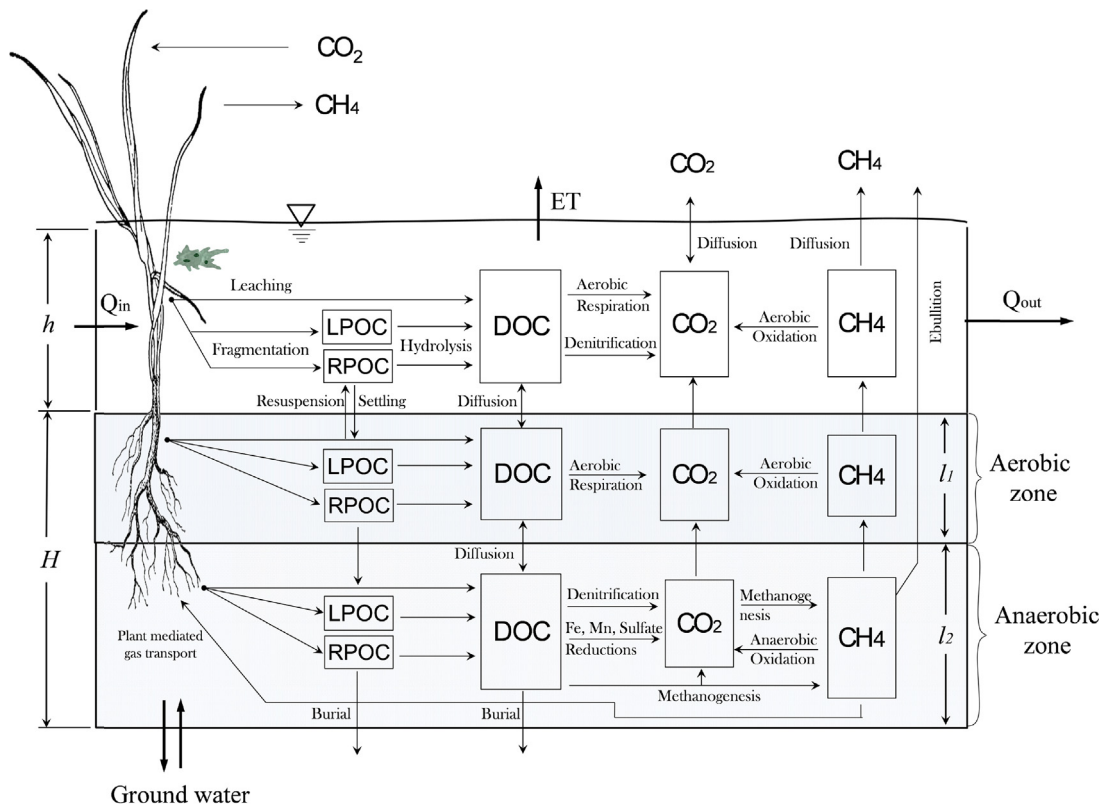 CO2
CH4
CO2
CH4
ET
Diffusion
Diffusion
Leaching
Aerobic
Respiration
Ebullition
Qin
Qout
h
LPOC
DOC
CO2
Aerobic
Oxidation
CH4
Fragmentation
Hydrolysis
Denitrification
RPOC
Resuspension
Settling
Diffusion
LPOC
DOC
Aerobic
Respiration
CO2
Aerobic
Oxidation
CH4
l1
Aerobic
zone
RPOC
H
Diffusion
Denitrification
Methanoge
nesis
LPOC
DOC
Fe, Mn, Sulfate
Reductions
CO2
Anaerobic
Oxidation
CH4
l2
Anaerobic
zone
Plant mediated
gas transport
RPOC
Methanogenesis
Burial
Burial
Ground water